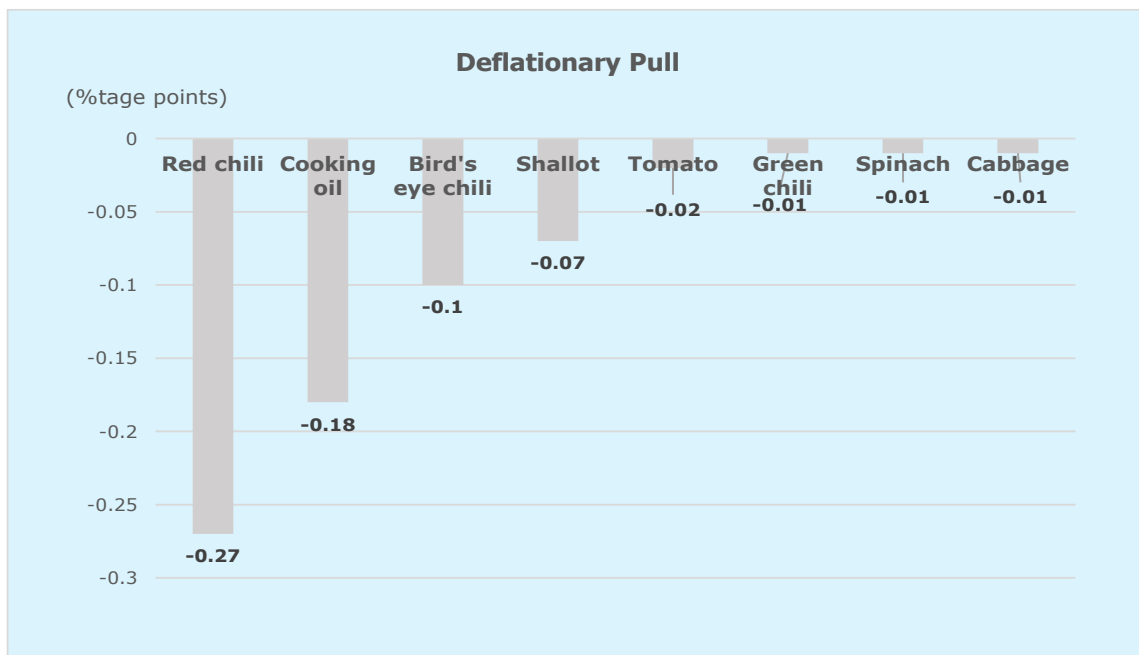 Deflationary Pull
(%tage points)
0
Red chili
Cooking
oil
Bird's
eye chili
Shallot
Tomato
Green
chili
Spinach
Cabbage
-0.05
-0.1
-0.15
-0.2
-0.25
-0.3
-0.27
-0.18
-0.1
-0.07
-0.02
-0.01
-0.01
-0.01